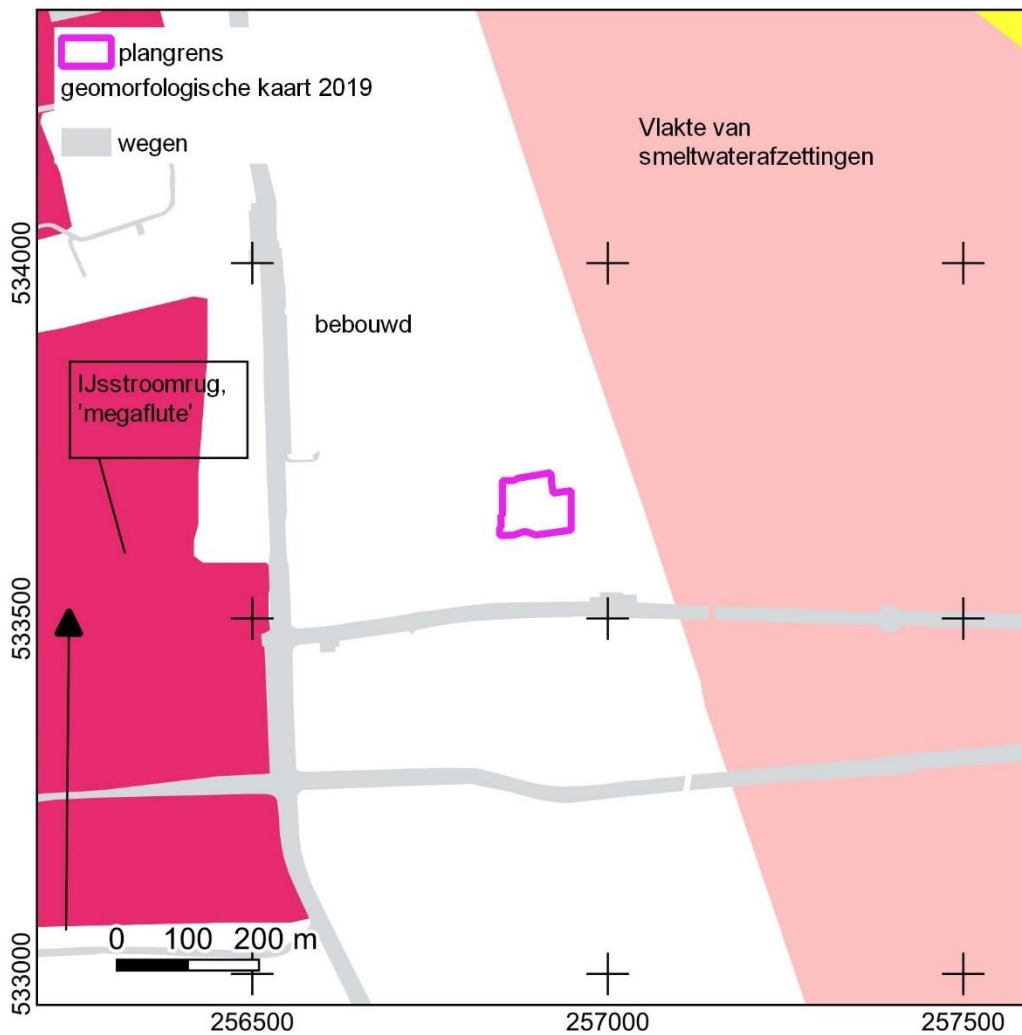 plangrens
geomorfologische kaart 2019
wegen
Vlakte van
smeltwaterafzettingen
bebouwd
IJsstroomrug,
'megaflute'
534000
533500
533000
0 100 200 m
256500 257000 257500